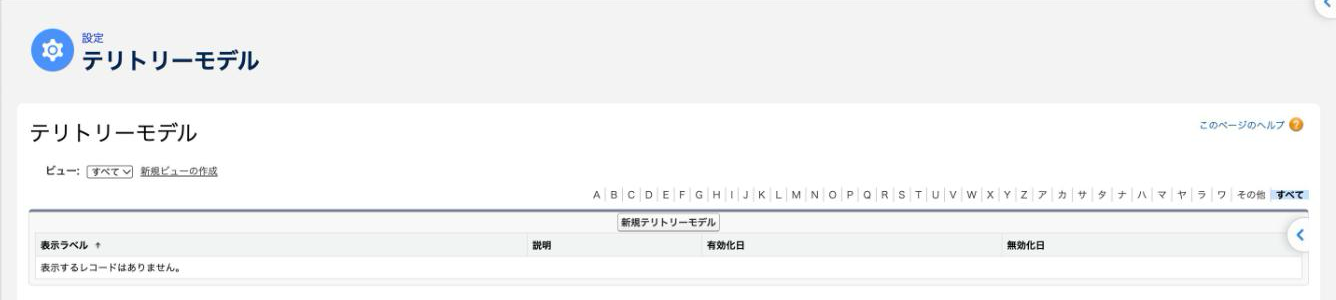 設定
テリトリーモデル
テリトリーモデル
このページのヘルプ ?
ビュー: すべて 新規ビューの作成
A | B | C | D | E | F | G | H | I | J | K | L | M | N | O | P | Q | R | S | T | U | V | W | X | Y | Z | ア | カ | サ | タ | ナ | ハ | マ | ヤ | ラ | ワ | その他 | すべて
新規テリトリーモデル
表示ラベル ↑ 説明 有効化日 無効化日
表示するレコードはありません。